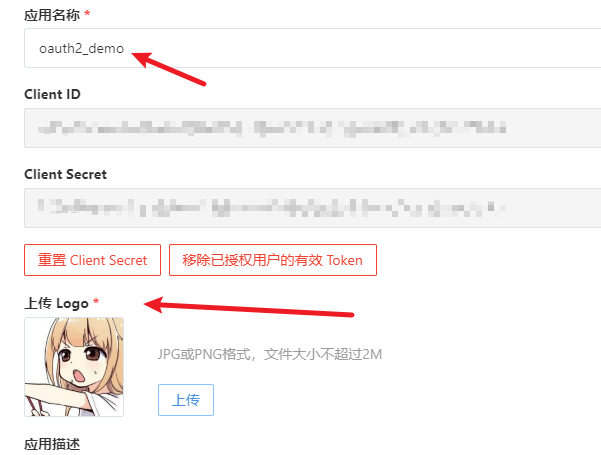 应用名称 *
oauth2_demo
Client ID
Client Secret
重置 Client Secret 移除已授权用户的有效 Token
上传 Logo *
JPG或PNG格式，文件大小不超过2M
上传
应用描述